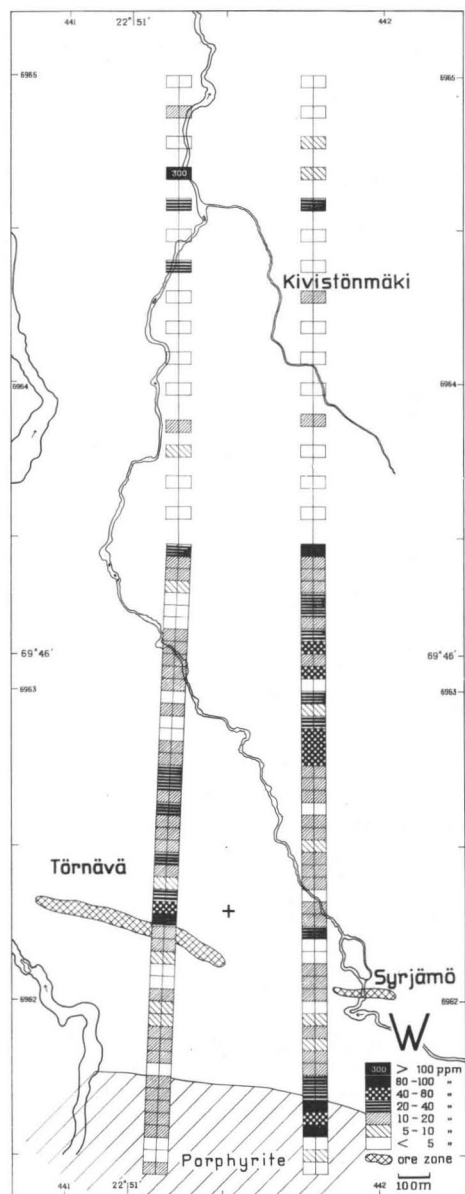 441 22° 51' 442
6965 6965
300
Kivistönmäki
6964 6964
69° 46' 69° 46'
6963 6963
Törnävä
Syrjämö
6962 6962
W
300 > 100 ppm
80 -100 "
40 - 80 "
20 - 40 "
10 - 20 "
5 - 10 "
< 5 "
ore zone
Porphyrite
100m
441 22° 51' 442